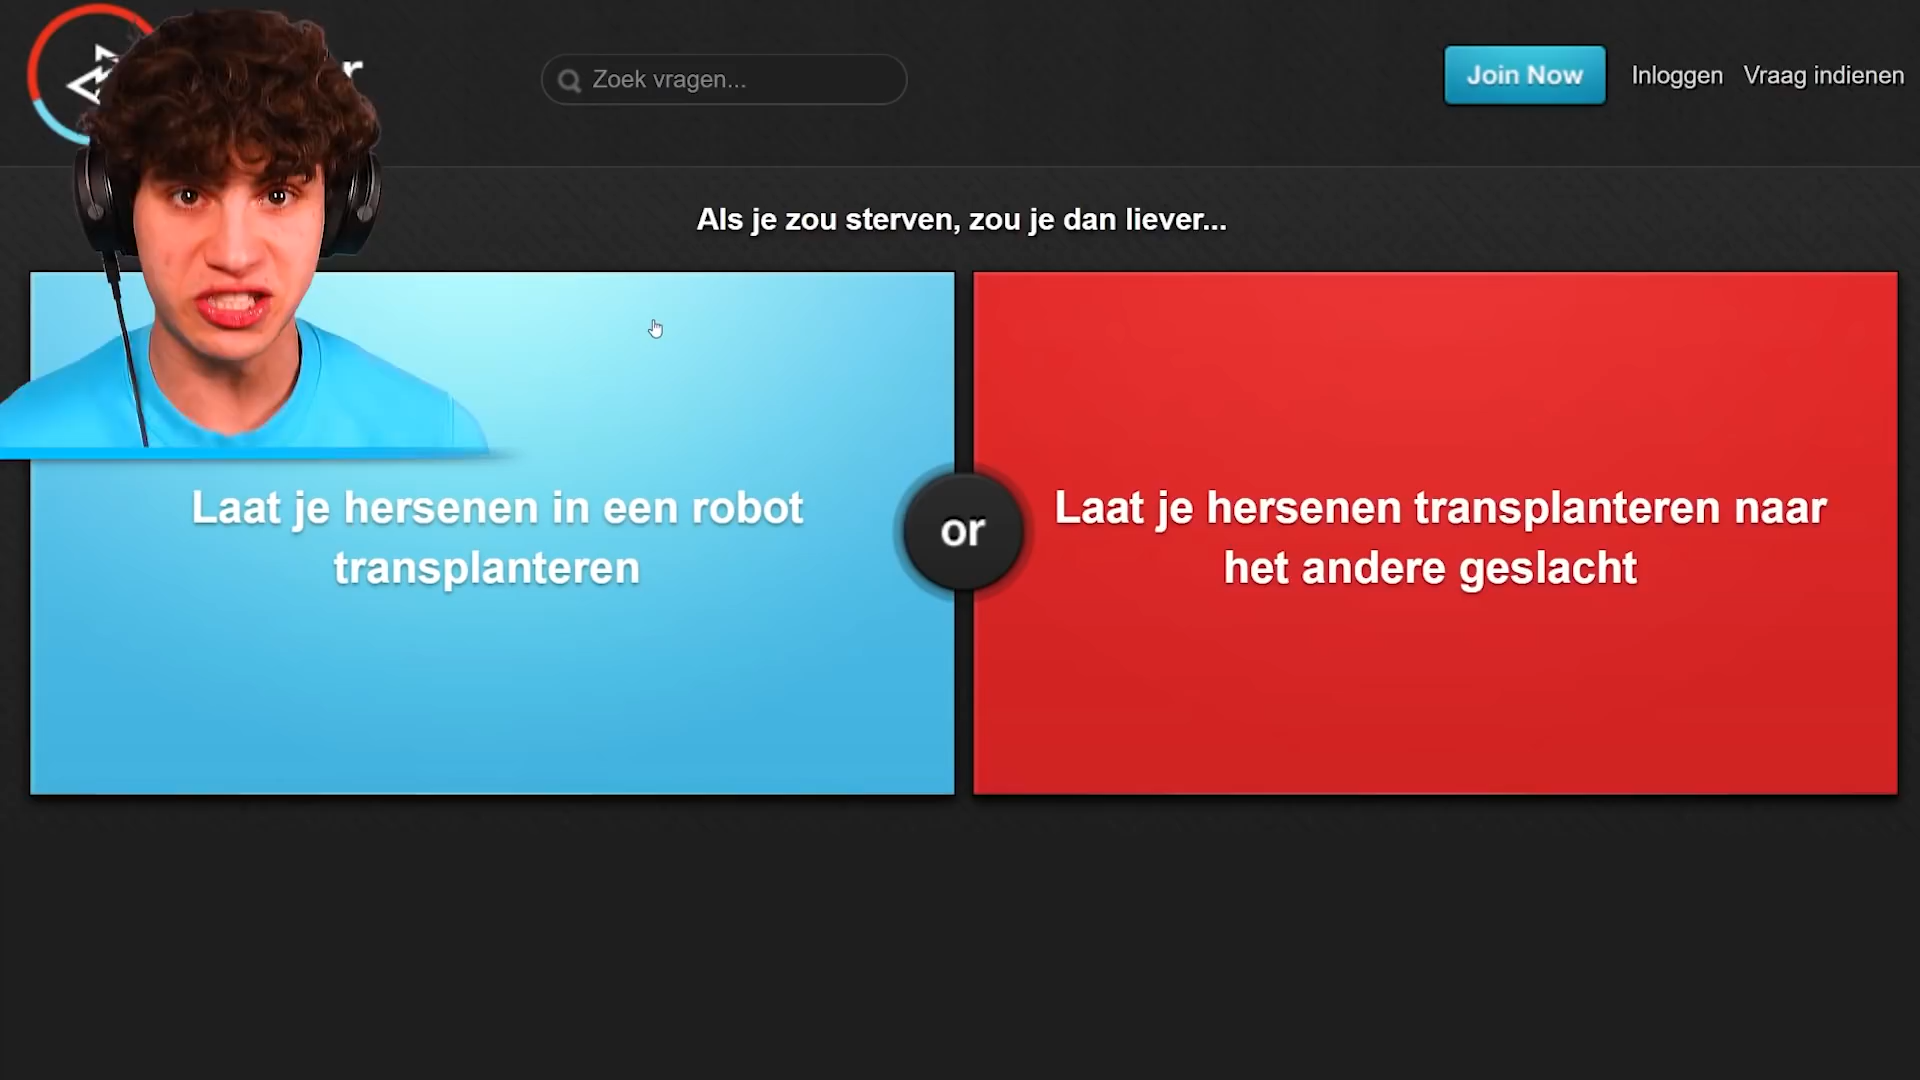 Zoek vragen...
Join Now
Inloggen
Vraag indienen
Als je zou sterven, zou je dan liever...
Laat je hersenen in een robot
transplanteren
or
Laat je hersenen transplanteren naar
het andere geslacht